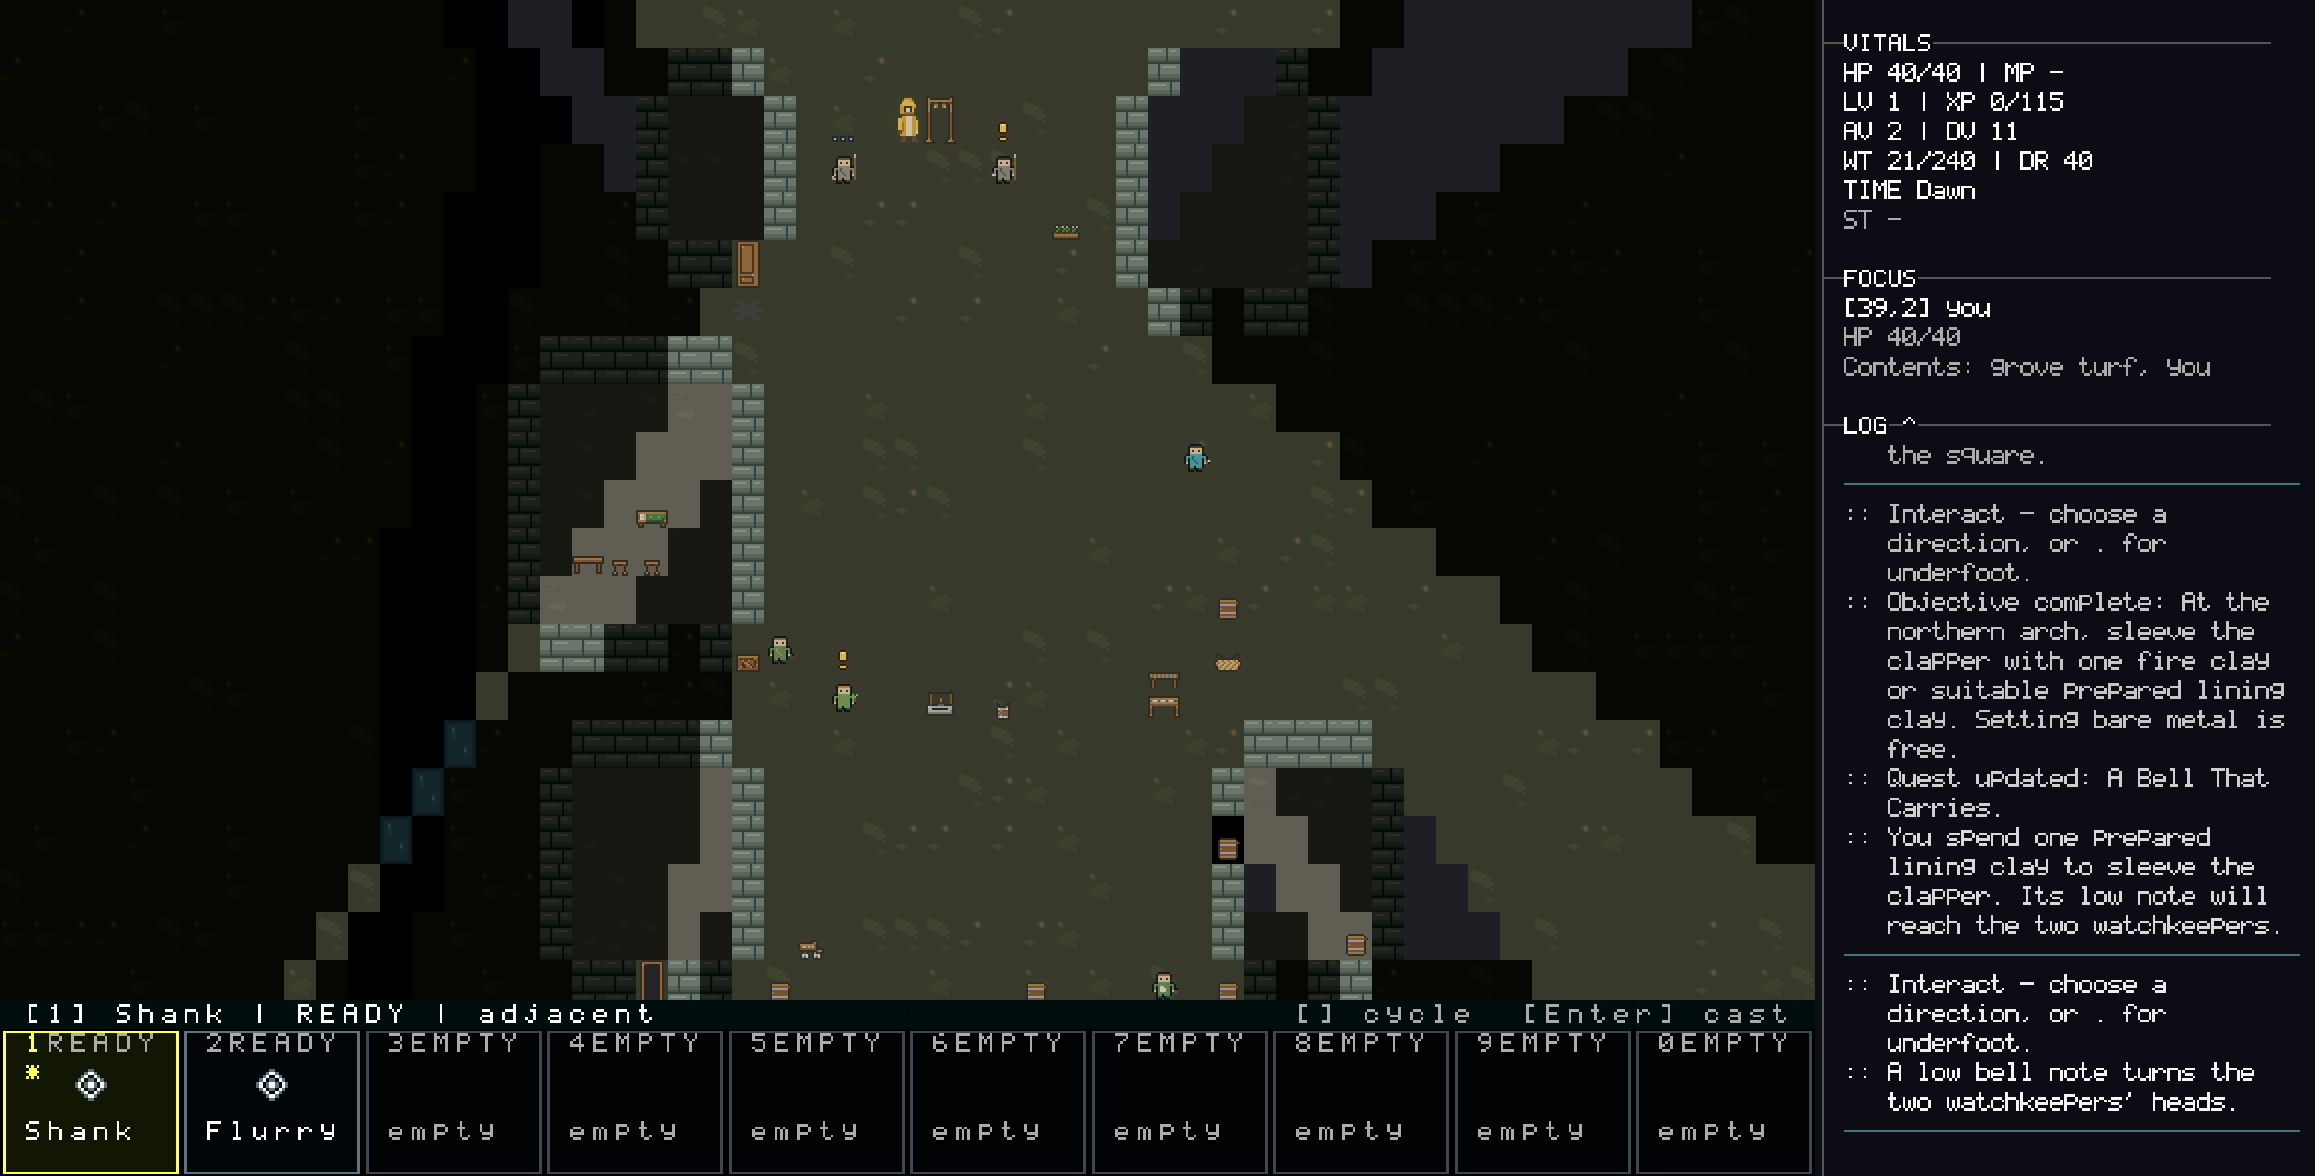 VITALS
HP 40/40 | MP -
LV 1 | XP 0/115
AV 2 | DV 11
WT 21/240 | DR 40
TIME Dawn
ST -
FOCUS
[39,2] you
HP 40/40
Contents: grove turf, you
LOG ^
the square.
:: Interact - choose a
direction, or . for
underfoot.
:: Objective complete: At the
northern arch, sleeve the
clapper with one fire clay
or suitable prepared lining
clay. Setting bare metal is
free.
:: Quest updated: A Bell That
Carries.
:: You spend one prepared
lining clay to sleeve the
clapper. Its low note will
reach the two watchkeepers.
:: Interact - choose a
direction, or . for
underfoot.
:: A low bell note turns the
two watchkeepers' heads.
[1] Shank | READY | adjacent
[] cycle [Enter] cast
1READY 2READY 3EMPTY 4EMPTY 5EMPTY 6EMPTY 7EMPTY 8EMPTY 9EMPTY 0EMPTY
*
Shank Flurry empty empty empty empty empty empty empty empty